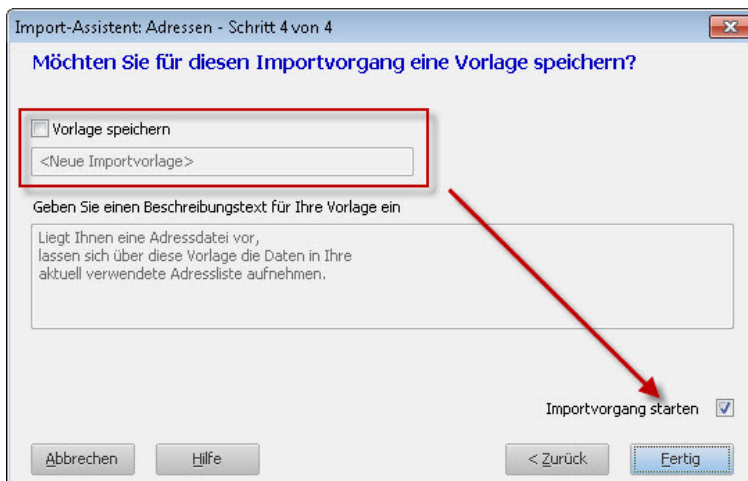 Import-Assistent: Adressen - Schritt 4 von 4
Möchten Sie für diesen Importvorgang eine Vorlage speichern?
Vorlage speichern
<Neue Importvorlage>
Geben Sie einen Beschreibungstext für Ihre Vorlage ein
Liegt Ihnen eine Adressdatei vor,
lassen sich über diese Vorlage die Daten in Ihre
aktuell verwendete Adressliste aufnehmen.
Importvorgang starten
Abbrechen Hilfe < Zurück Fertig